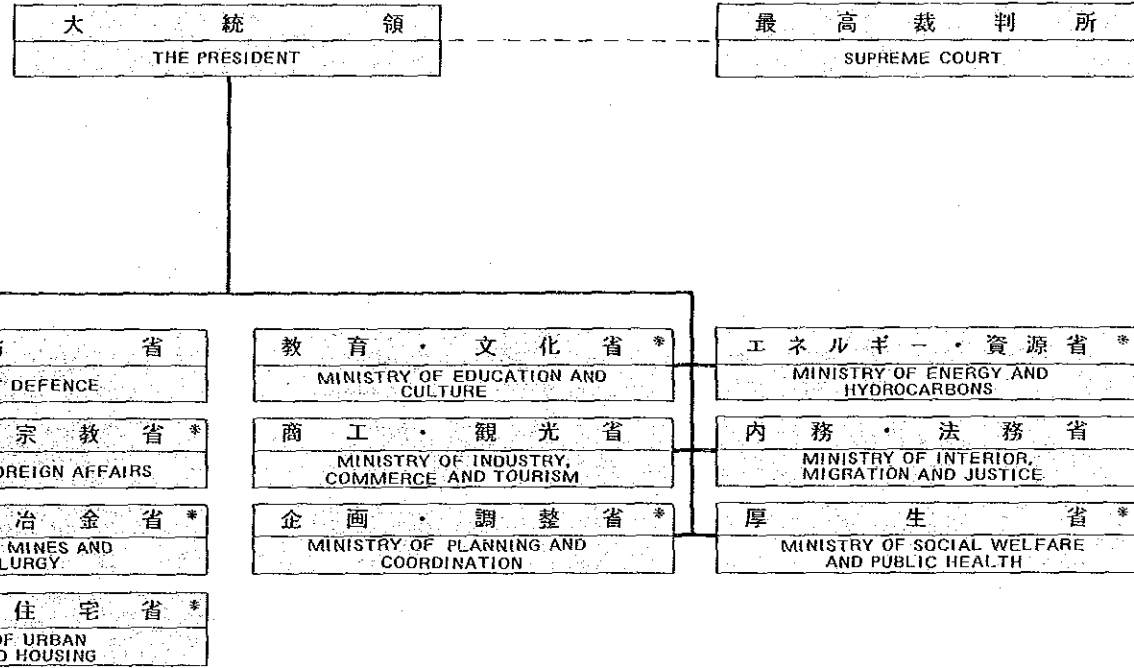 大統領
THE PRESIDENT
最高裁判所
SUPREME COURT
省
DEFENCE
教育・文化省*
MINISTRY OF EDUCATION AND
CULTURE
エネルギー・資源省*
MINISTRY OF ENERGY AND
HYDROCARBONS
宗教省*
OREIGN AFFAIRS
商工・観光省
MINISTRY OF INDUSTRY,
COMMERCE AND TOURISM
内務・法務省
MINISTRY OF INTERIOR,
MIGRATION AND JUSTICE
冶金省*
MINES AND
LURGY
企画・調整省*
MINISTRY OF PLANNING AND
COORDINATION
厚生省*
MINISTRY OF SOCIAL WELFARE
AND PUBLIC HEALTH
住宅省*
OF URBAN
D HOUSING